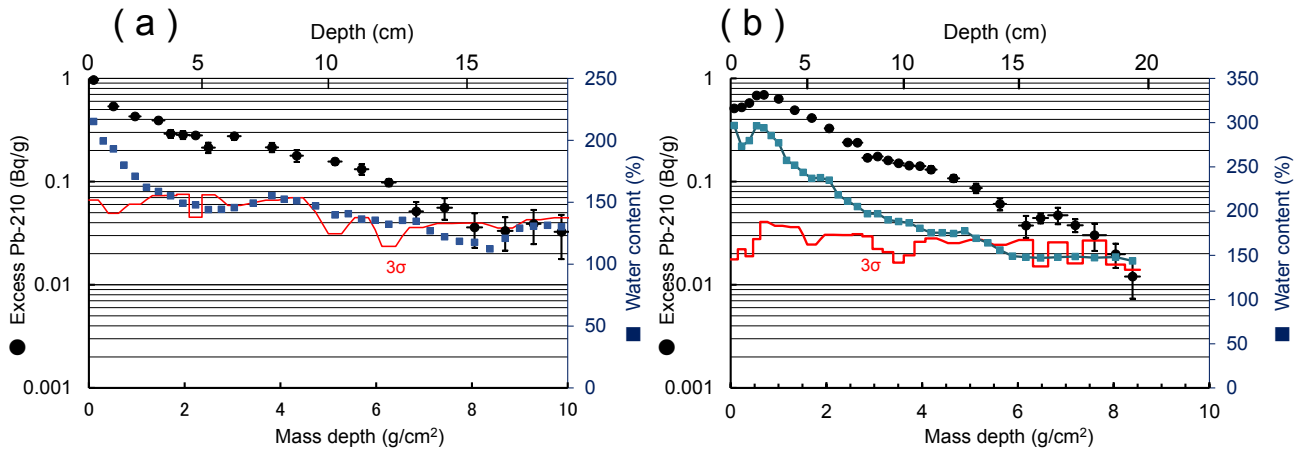 ( a )
Depth (cm)
0 5 10 15
1 250
0.1 200
0.01 150
0.001 100
50
0
Excess Pb-210 (Bq/g)
Water content (%)
3σ
0 2 4 6 8 10
Mass depth (g/cm²)
( b )
Depth (cm)
0 5 10 15 20
1 350
0.1 300
0.01 250
0.001 200
150
100
50
0
Excess Pb-210 (Bq/g)
Water content (%)
3σ
0 2 4 6 8 10
Mass depth (g/cm²)